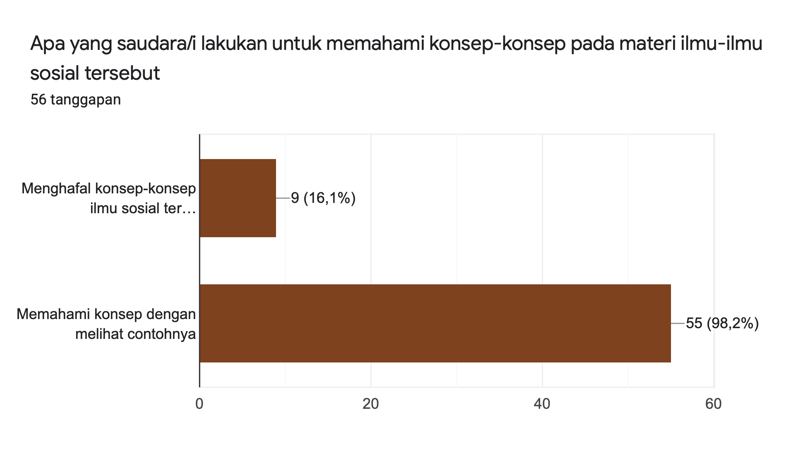 Apa yang saudara/i lakukan untuk memahami konsep-konsep pada materi ilmu-ilmu
sosial tersebut
56 tanggapan
Menghafal konsep-konsep
ilmu sosial ter…
9 (16,1%)
Memahami konsep dengan
melihat contohnya
55 (98,2%)
0
20
40
60